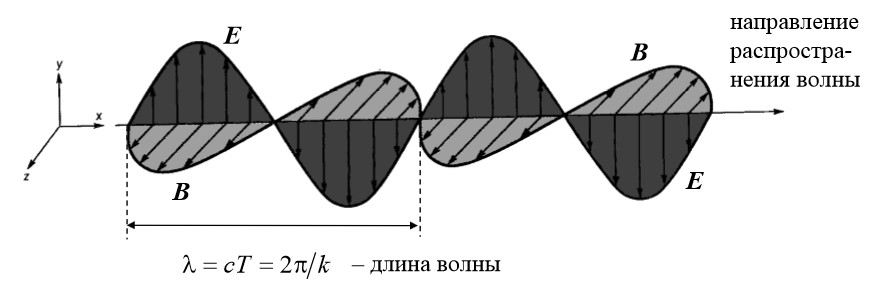 направление
распростра-
нения волны
E
B
y
x
z
B
E
λ = cT = 2π/k – длина волны